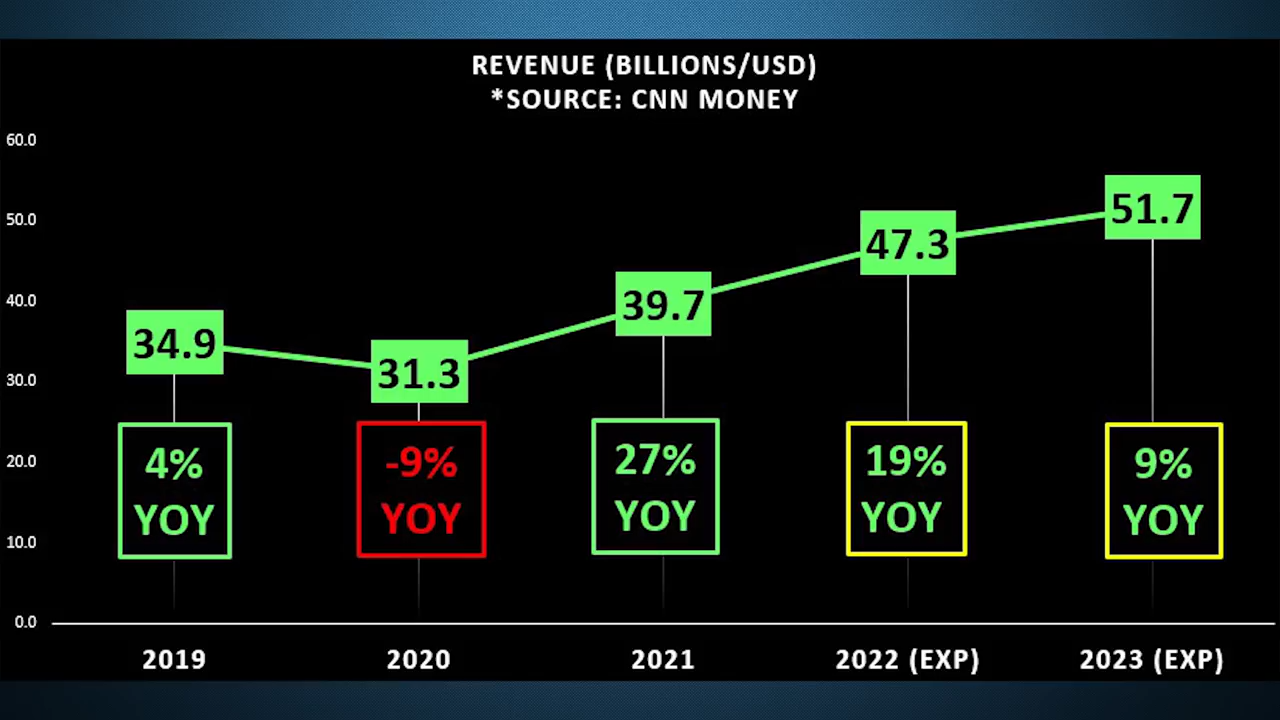 REVENUE (BILLIONS/USD)
*SOURCE: CNN MONEY
60.0
50.0
40.0
30.0
20.0
10.0
0.0
34.9
31.3
39.7
47.3
51.7
4%
YOY
-9%
YOY
27%
YOY
19%
YOY
9%
YOY
2019
2020
2021
2022 (EXP)
2023 (EXP)